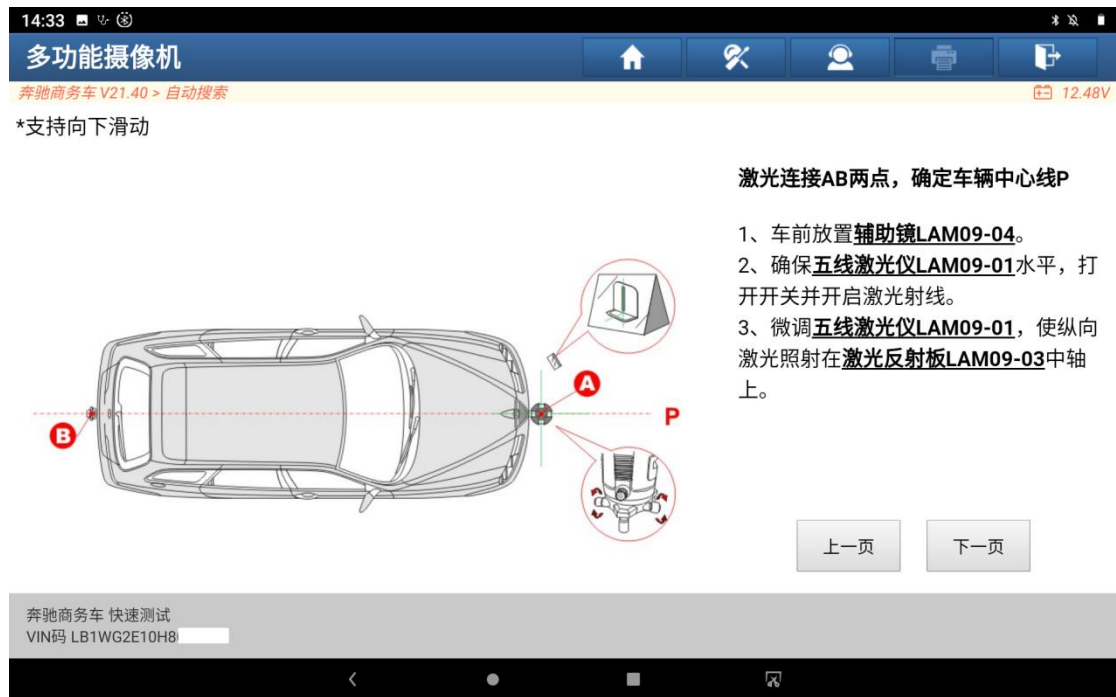 14:33
多功能摄像机
奔驰商务车 V21.40 > 自动搜索
12.48V
*支持向下滑动
激光连接AB两点，确定车辆中心线P
1、车前放置辅助镜LAM09-04。
2、确保五线激光仪LAM09-01水平，打
开开关并开启激光射线。
3、微调五线激光仪LAM09-01，使纵向
激光照射在激光反射板LAM09-03中轴
上。
A
B
P
上一页
下一页
奔驰商务车 快速测试
VIN码 LB1WG2E10H8